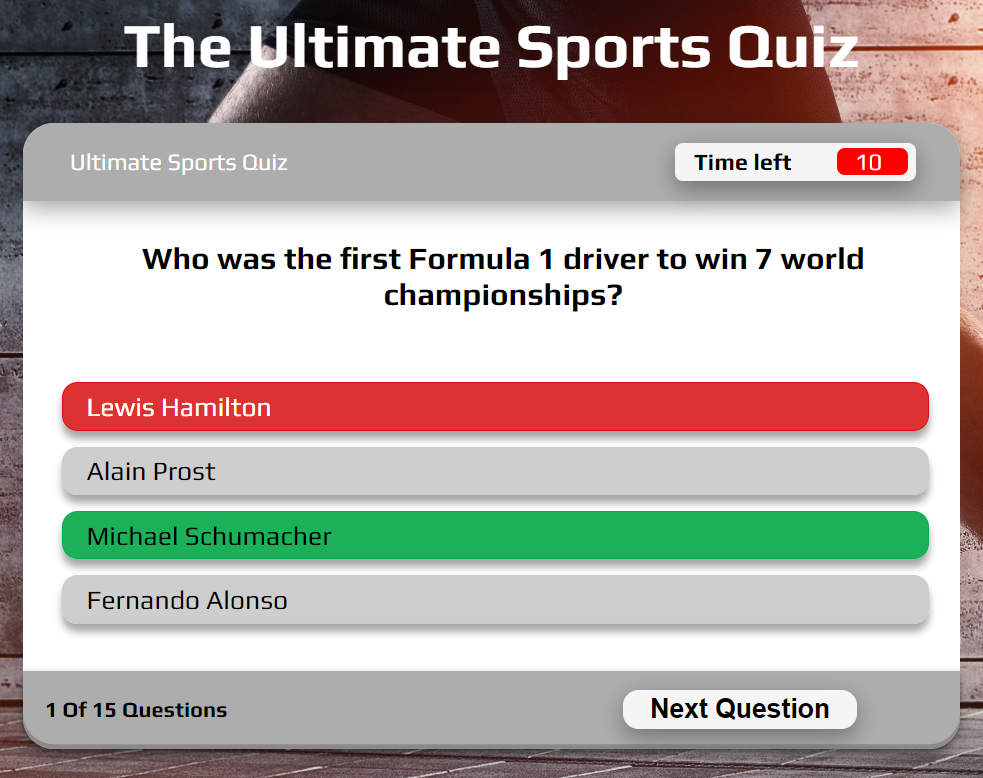 The Ultimate Sports Quiz
Ultimate Sports Quiz
Time left 10
Who was the first Formula 1 driver to win 7 world
championships?
Lewis Hamilton
Alain Prost
Michael Schumacher
Fernando Alonso
1 Of 15 Questions
Next Question